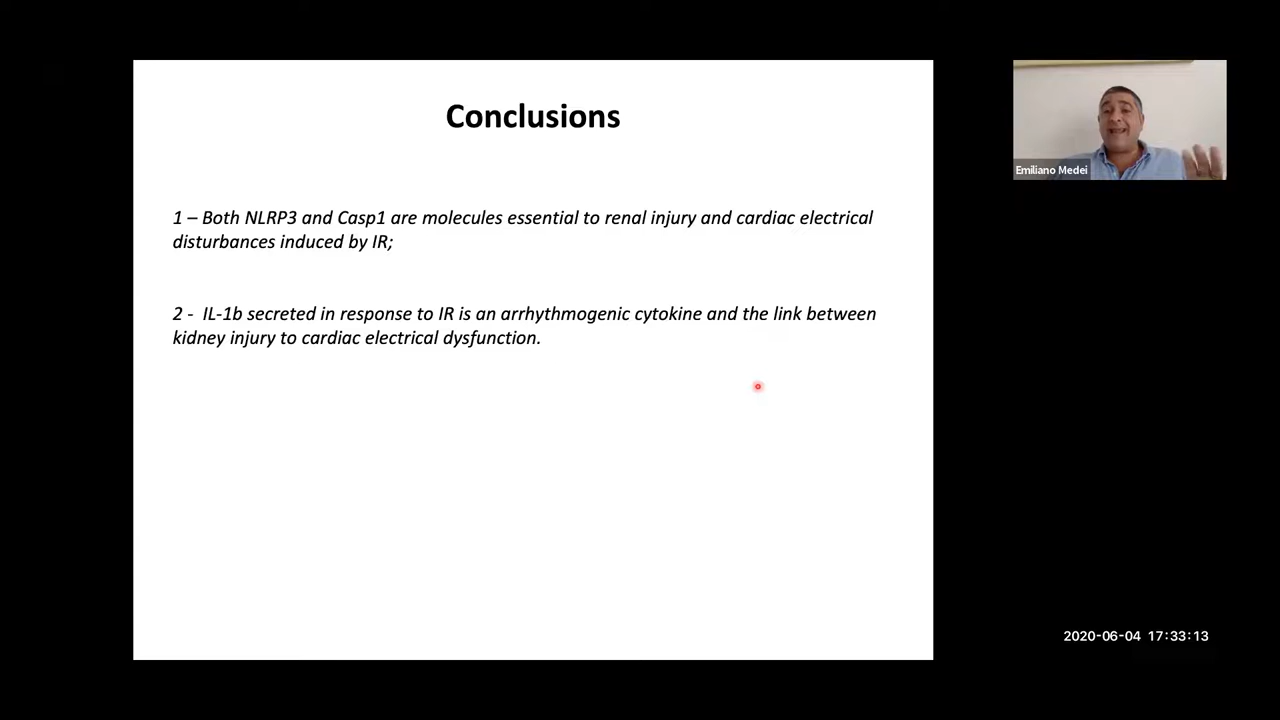 Conclusions
1 – Both NLRP3 and Casp1 are molecules essential to renal injury and cardiac electrical
disturbances induced by IR;
2 -  IL-1b secreted in response to IR is an arrhythmogenic cytokine and the link between
kidney injury to cardiac electrical dysfunction.
Emiliano Medei
2020-06-04 17:33:13